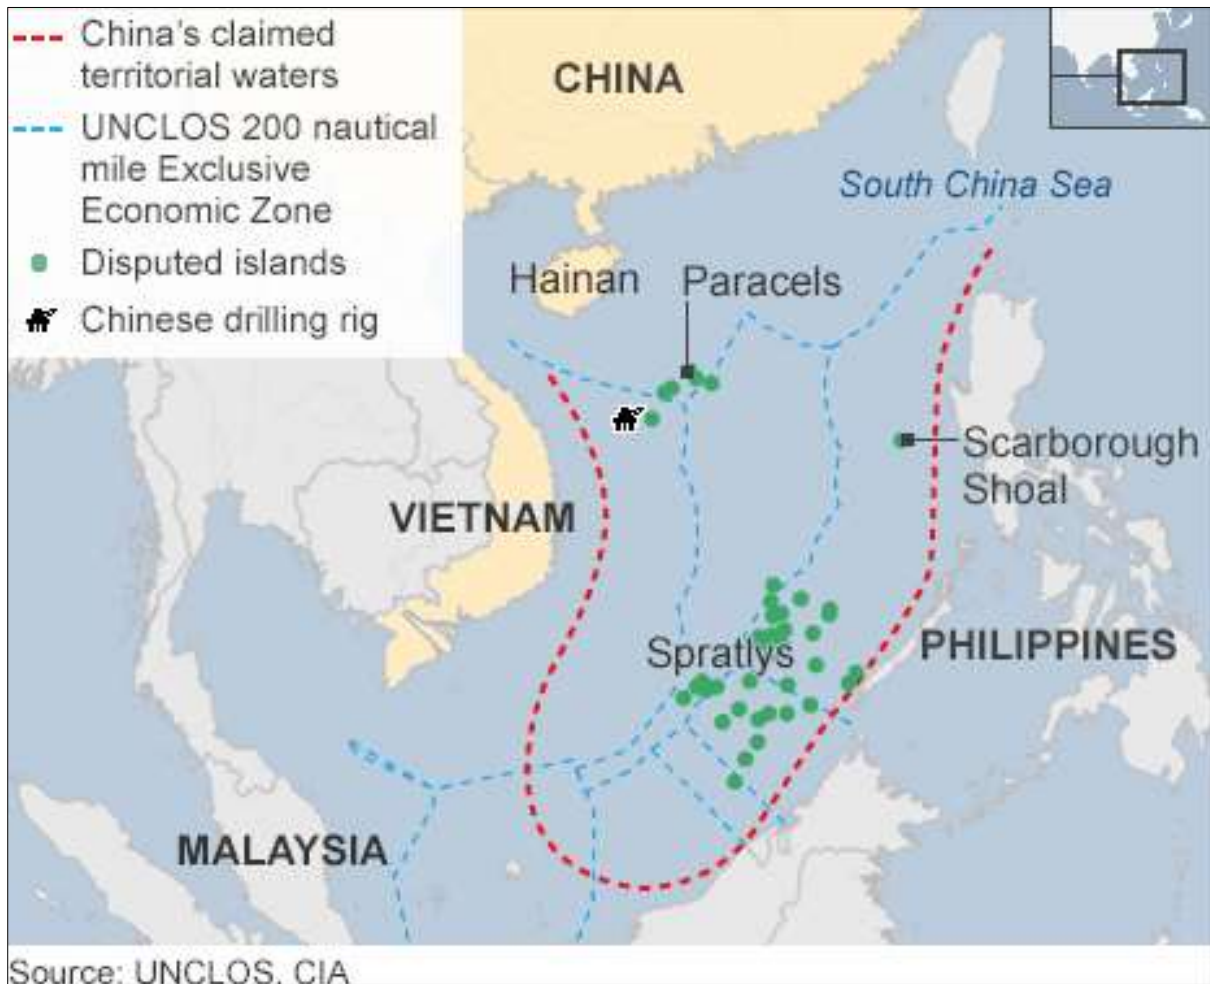 China's claimed
territorial waters
UNCLOS 200 nautical
mile Exclusive
Economic Zone
Disputed islands
Chinese drilling rig
CHINA
South China Sea
Hainan
Paracels
Scarborough
Shoal
VIETNAM
Spratlys
PHILIPPINES
MALAYSIA
Source: UNCLOS, CIA